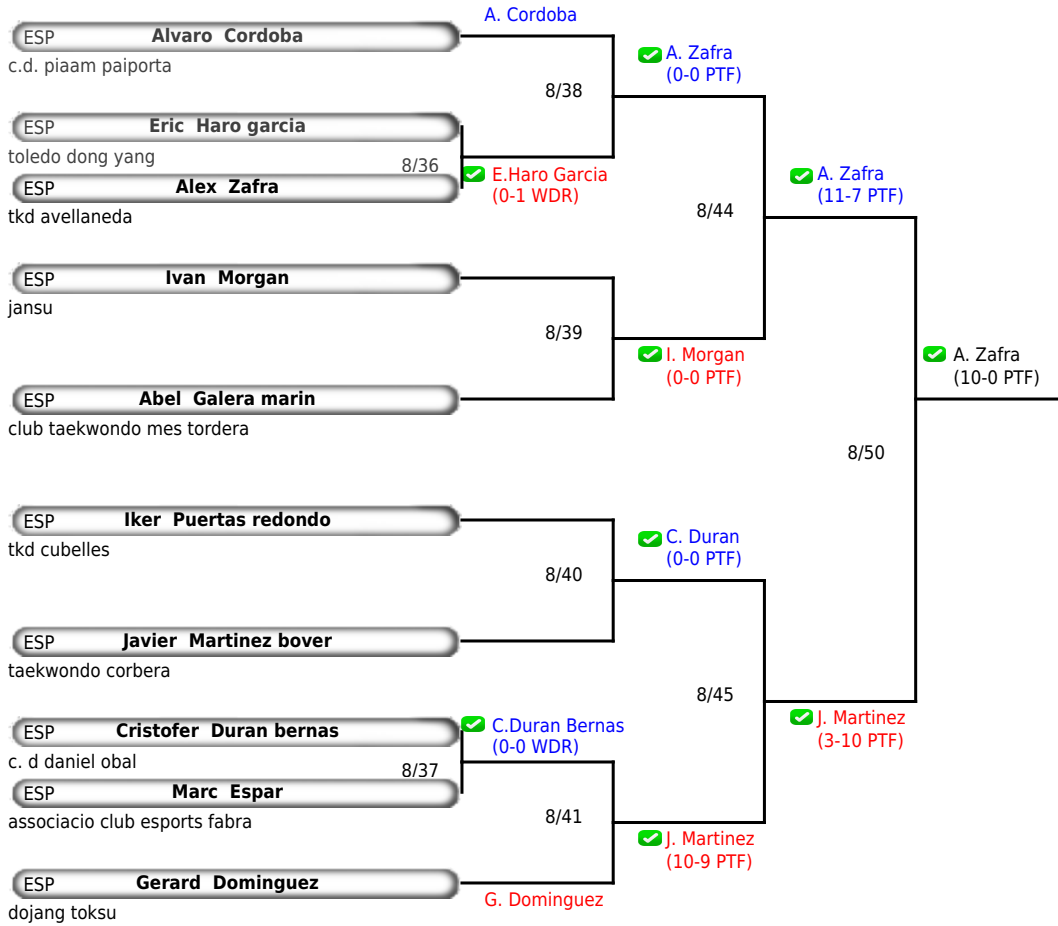 A. Cordoba
ESP Alvaro Cordoba
c.d. piaam paiporta
A. Zafra
(0-0 PTF)
8/38
ESP Eric Haro garcia
toledo dong yang
8/36
E.Haro Garcia
(0-1 WDR)
ESP Alex Zafra
tkd avellaneda
A. Zafra
(11-7 PTF)
8/44
ESP Ivan Morgan
jansu
8/39
I. Morgan
(0-0 PTF)
A. Zafra
(10-0 PTF)
ESP Abel Galera marin
club taekwondo mes tordera
8/50
ESP Iker Puertas redondo
tkd cubelles
C. Duran
(0-0 PTF)
8/40
ESP Javier Martinez bover
taekwondo corbera
8/45
J. Martinez
(3-10 PTF)
ESP Cristofer Duran bernas
c. d daniel obal
C.Duran Bernas
(0-0 WDR)
8/37
ESP Marc Espar
associacio club esports fabra
8/41
J. Martinez
(10-9 PTF)
ESP Gerard Dominguez
dojang toksu
G. Dominguez